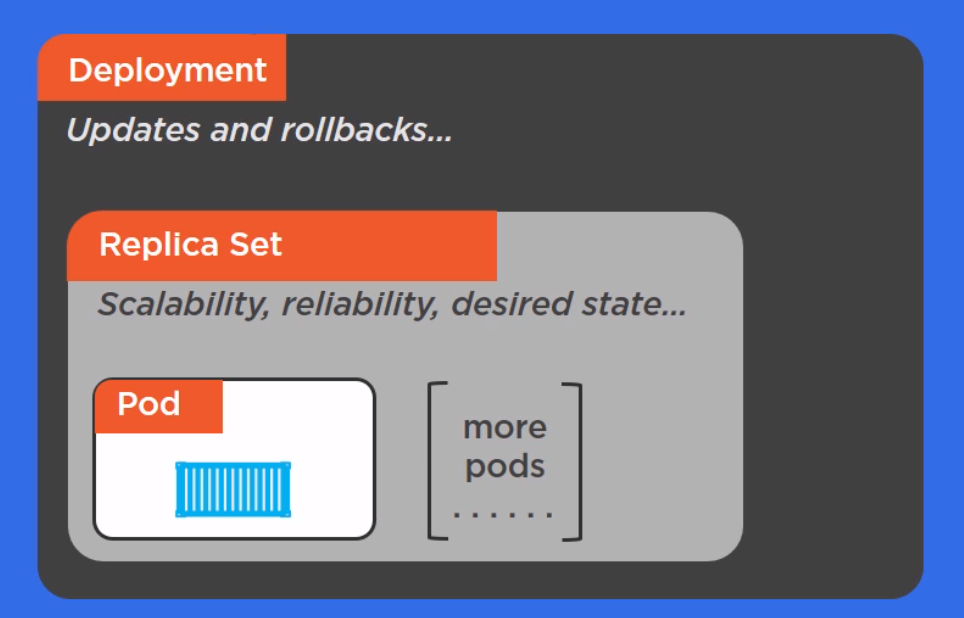 Deployment
Updates and rollbacks...
Replica Set
Scalability, reliability, desired state...
Pod
more
pods
......